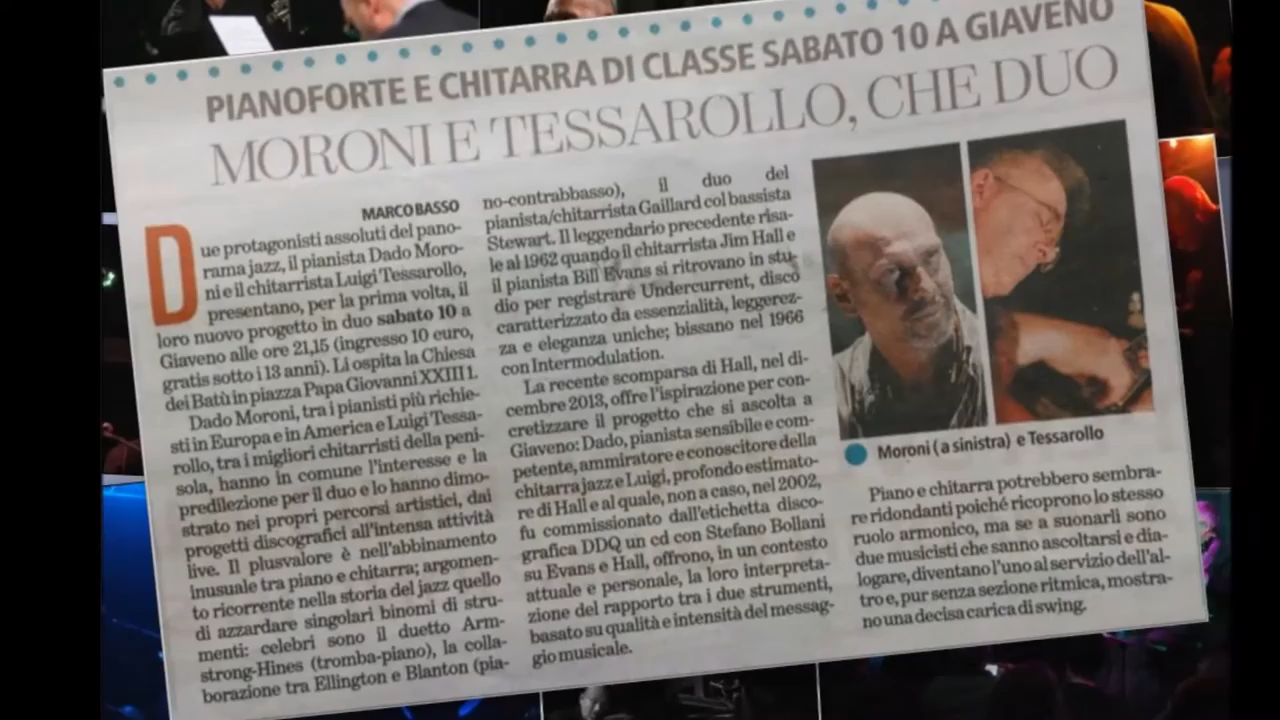 PIANOFORTE E CHITARRA DI CLASSE SABATO 10 A GIAVENO
MORONI E TESSAROLLO, CHE DUO
MARCO BASSO
Due protagonisti assoluti del pano-
rama jazz, il pianista Dado Moro-
ni e il chitarrista Luigi Tessarollo,
presentano, per la prima volta, il
loro nuovo progetto in duo sabato 10 a
Giaveno alle ore 21,15 (ingresso 10 euro,
gratis sotto i 13 anni). Li ospita la Chiesa
dei Batù in piazza Papa Giovanni XXIII 1.
Dado Moroni, tra i pianisti più richie-
sti in Europa e in America e Luigi Tessa-
rollo, tra i migliori chitarristi della peni-
sola, hanno in comune l'interesse e la
predilezione per il duo e lo hanno dimo-
strato nei propri percorsi artistici, dai
progetti discografici all'intensa attività
live. Il plusvalore è nell'abbinamento
inusuale tra piano e chitarra; argomen-
to ricorrente nella storia del jazz quello
di azzardare singolari binomi di stru-
menti: celebri sono il duetto Arm-
strong-Hines (tromba-piano), la colla-
borazione tra Ellington e Blanton (pia-
no-contrabbasso), il duo del
pianista/chitarrista Gaillard col bassista
Stewart. Il leggendario precedente risa-
le al 1962 quando il chitarrista Jim Hall e
il pianista Bill Evans si ritrovano in stu-
dio per registrare Undercurrent, disco
caratterizzato da essenzialità, leggerez-
za e eleganza uniche; bissano nel 1966
con Intermodulation.
La recente scomparsa di Hall, nel di-
cembre 2013, offre l'ispirazione per con-
cretizzare il progetto che si ascolta a
Giaveno: Dado, pianista sensibile e com-
petente, ammiratore e conoscitore della
chitarra jazz e Luigi, profondo estimato-
re di Hall e al quale, non a caso, nel 2002,
fu commissionato dall'etichetta disco-
grafica DDQ un cd con Stefano Bollani
su Evans e Hall, offrono, in un contesto
attuale e personale, la loro interpreta-
zione del rapporto tra i due strumenti,
basato su qualità e intensità del messag-
gio musicale.
Moroni (a sinistra) e Tessarollo
Piano e chitarra potrebbero sembra-
re ridondanti poiché ricoprono lo stesso
ruolo armonico, ma se a suonarli sono
due musicisti che sanno ascoltarsi e dia-
logare, diventano l'uno al servizio dell'al-
tro e, pur senza sezione ritmica, mostra-
no una decisa carica di swing.